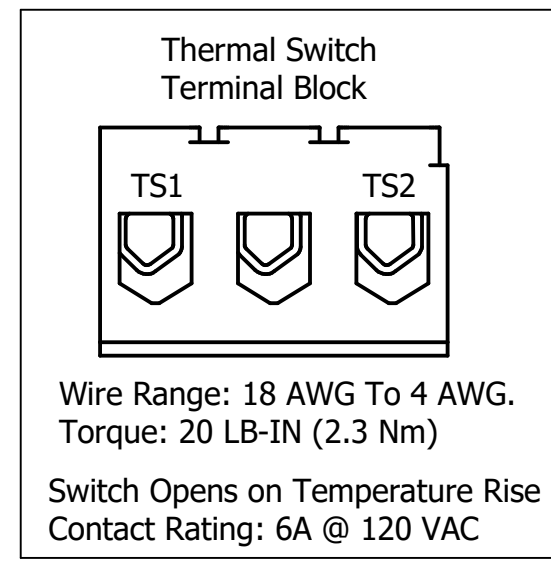 Thermal Switch
Terminal Block
TS1 TS2
Wire Range: 18 AWG To 4 AWG.
Torque: 20 LB-IN (2.3 Nm)
Switch Opens on Temperature Rise
Contact Rating: 6A @ 120 VAC